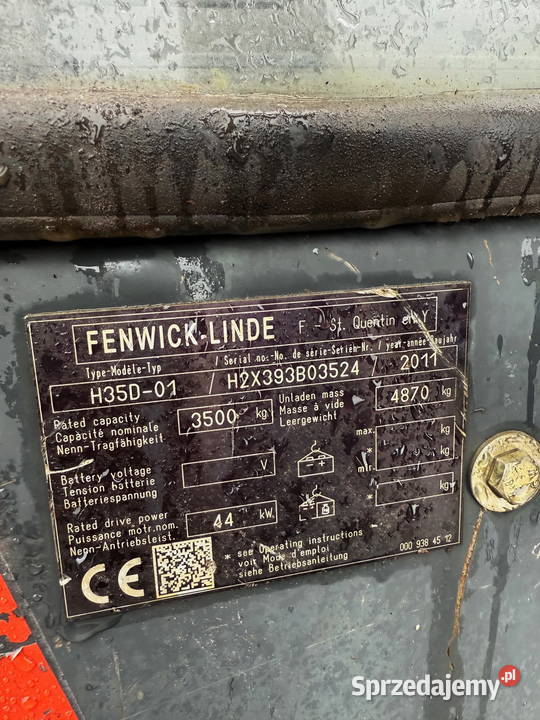 FENWICK-LINDE F - St. Quentin en Y
Type-Modèle-Typ / Serial no.-No. de série-Serien-Nr. / year-année-Baujahr
H35D-01 / H2X393B03524 / 2011
Rated capacity
Capacité nominale
Nenn-Tragfähigkeit
3500 kg
Unladen mass
Masse à vide
Leergewicht
4870 kg
Battery voltage
Tension batterie
Batteriespannung
V
max. kg
* kg
min.
* kg
Rated drive power
Puissance motr.nom.
Nenn-Antriebsleist.
44 kW
* see Operating instructions
voir Mode d'emploi
siehe Betriebsanleitung
000 938 45 12
CE
Sprzedajemy.pl